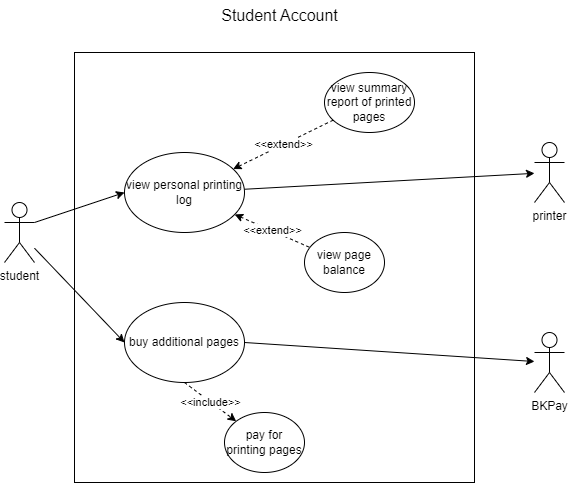 Student Account
view summary
report of printed
pages
<<extend>>
view personal printing
log
printer
<<extend>>
student
view page
balance
buy additional pages
<<include>>
BKPay
pay for
printing pages